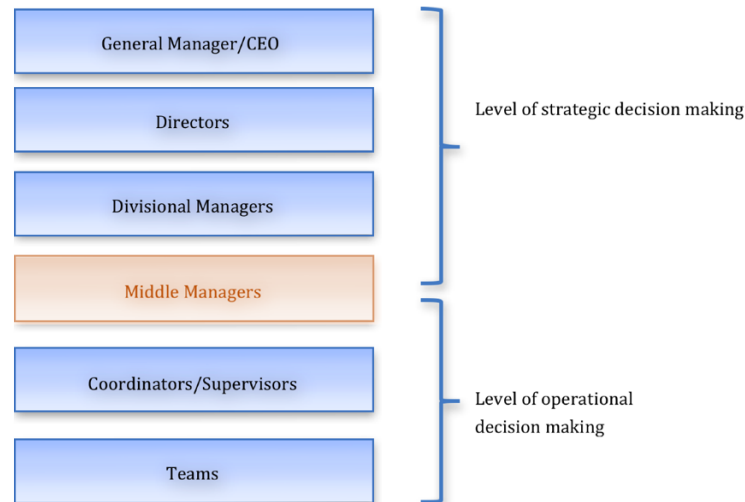 General Manager/CEO
Directors
Level of strategic decision making
Divisional Managers
Middle Managers
Coordinators/Supervisors
Level of operational
decision making
Teams